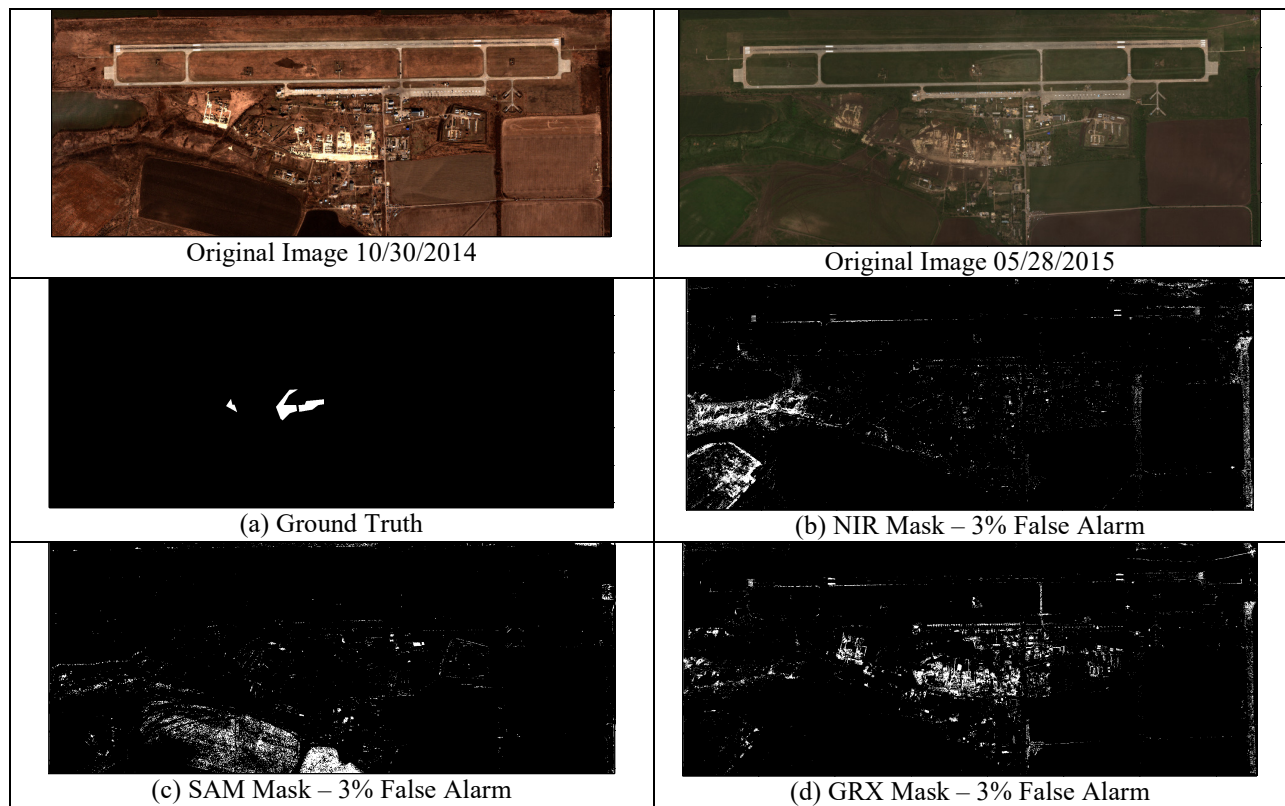 Original Image 10/30/2014
Original Image 05/28/2015
(a) Ground Truth
(b) NIR Mask – 3% False Alarm
(c) SAM Mask – 3% False Alarm
(d) GRX Mask – 3% False Alarm